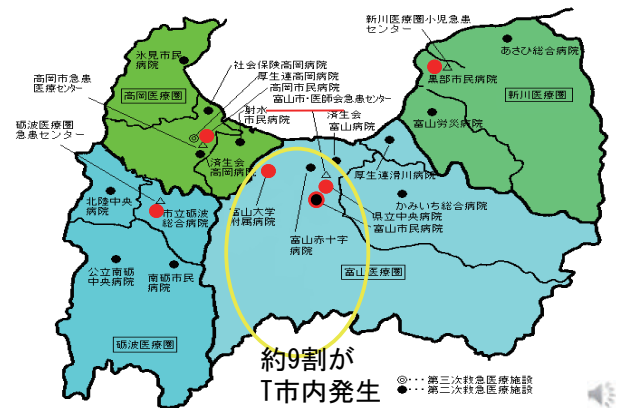 新川医療圏小児急患
センター
あさひ総合病院
氷見市民
病院
社会保険高岡病院
厚生連高岡病院
高岡市民病院
富山市・医師会急患センター
高岡市急患
医療センター
高岡医療圏
黒部市民病院
新川医療圏
射水
市民病院
済生会
富山病院
富山労災病院
砺波医療圏
急患センター
済生会
高岡病院
厚生連滑川病院
北陸中央
病院
市立砺波
総合病院
富山大学
附属病院
かみいち総合病院
県立中央病院
富山市民病院
富山赤十字
病院
公立南砺
中央病院
南砺市民
病院
富山医療圏
砺波医療圏
約9割が
T市内発生
◎・・・第三次救急医療施設
●・・・第二次救急医療施設